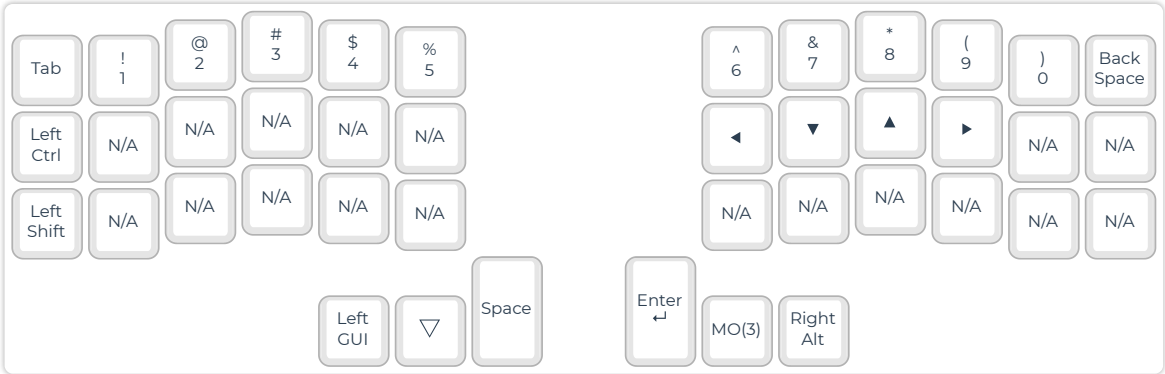 Tab
!
1
@
2
#
3
$
4
%
5
^
6
&
7
*
8
(
9
)
0
Back
Space
Left
Ctrl
N/A
N/A
N/A
N/A
N/A
◄
▼
▲
►
N/A
N/A
Left
Shift
N/A
N/A
N/A
N/A
N/A
N/A
N/A
N/A
N/A
N/A
N/A
Left
GUI
▽
Space
Enter
↵
MO(3)
Right
Alt